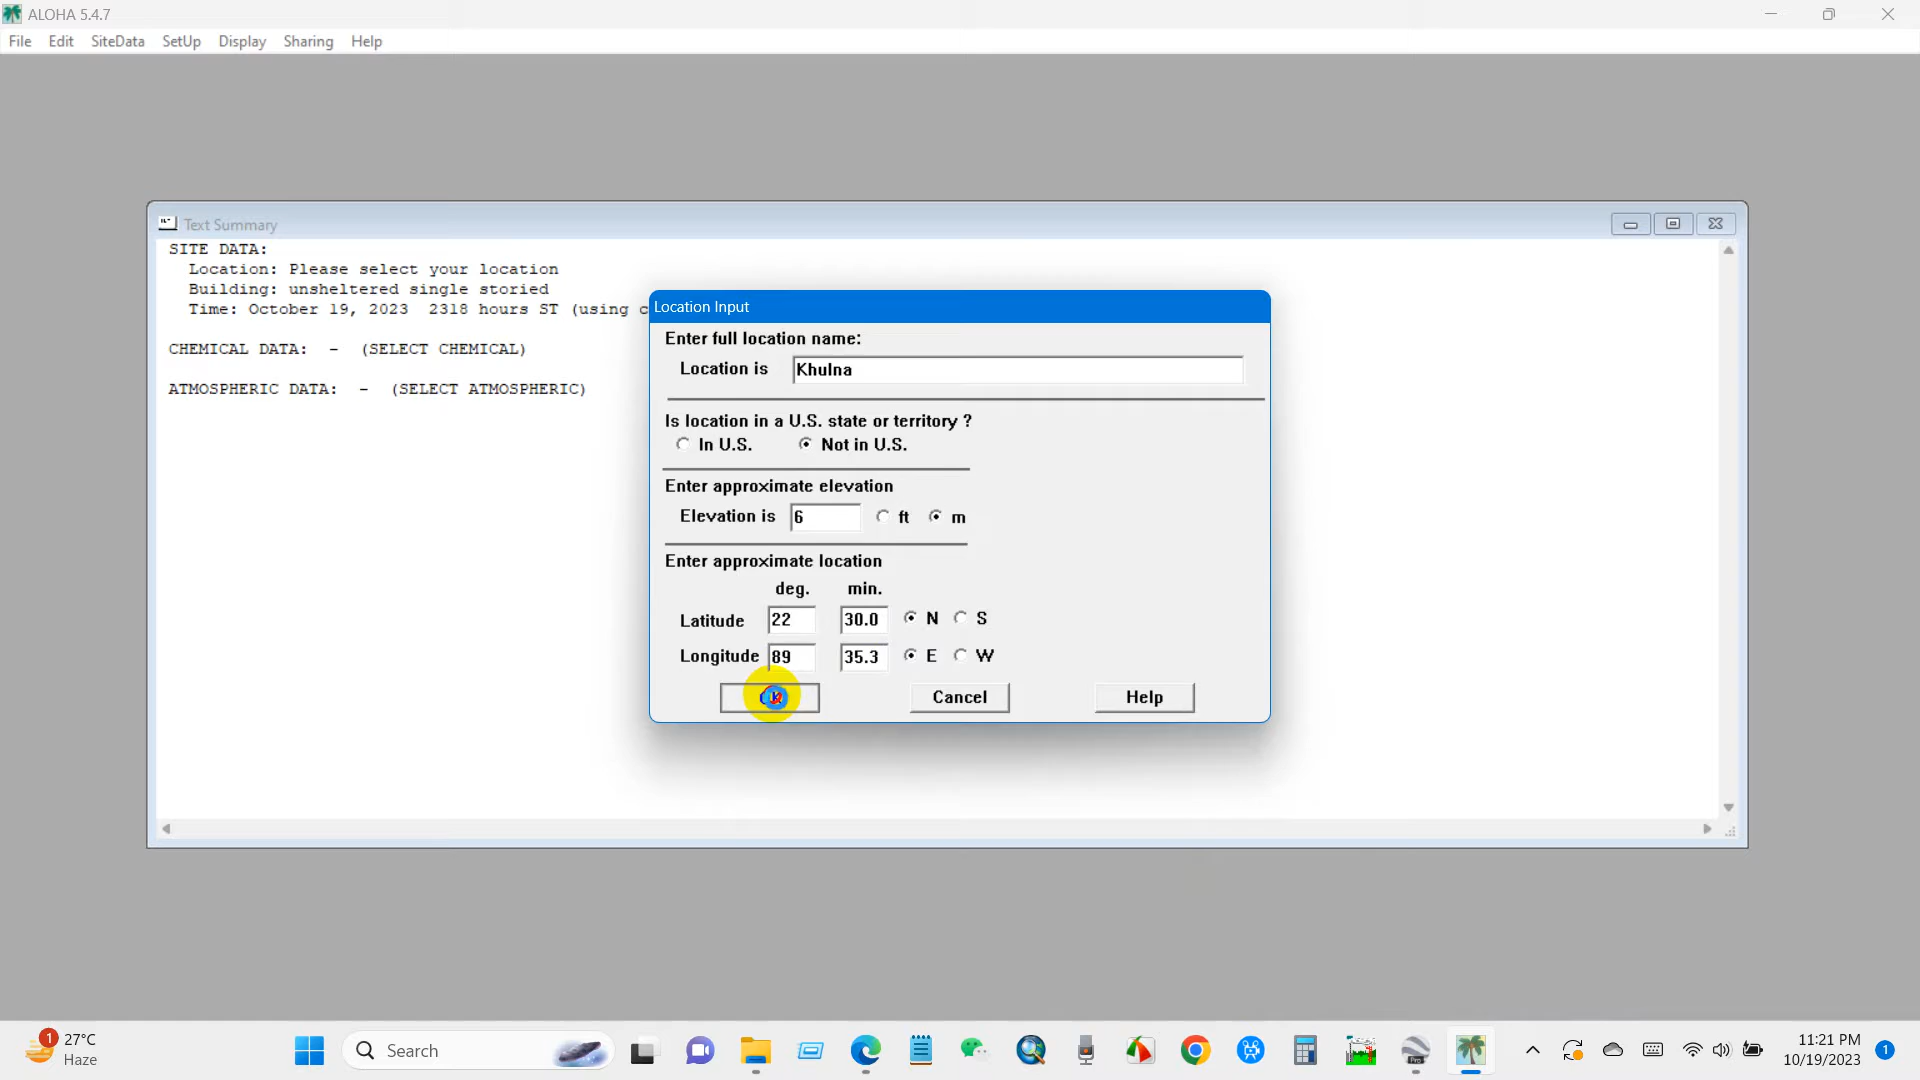 ALOHA 5.4.7
File Edit SiteData SetUp Display Sharing Help
Text Summary
SITE DATA:
Location: Please select your location
Building: unsheltered single storied
Time: October 19, 2023 2318 hours ST (using c
CHEMICAL DATA: - (SELECT CHEMICAL)
ATMOSPHERIC DATA: - (SELECT ATMOSPHERIC)
Location Input
Enter full location name:
Location is Khulna
Is location in a U.S. state or territory ?
In U.S. Not in U.S.
Enter approximate elevation
Elevation is 6 ft m
Enter approximate location
deg. min.
Latitude 22 30.0 N S
Longitude 89 35.3 E W
Cancel Help
1 27°C
Haze
Search
Pro
11:21 PM
10/19/2023 1